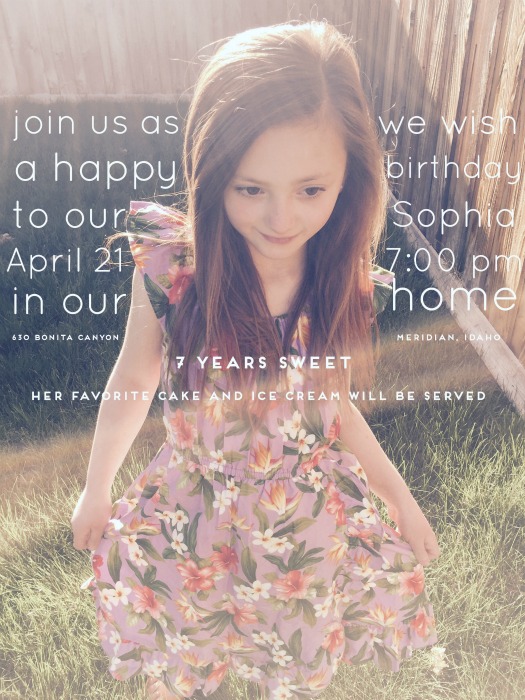 join us as we wish
a happy birthday
to our Sophia
April 21 7:00 pm
in our home
630 BONITA CANYON MERIDIAN, IDAHO
7 YEARS SWEET
HER FAVORITE CAKE AND ICE CREAM WILL BE SERVED